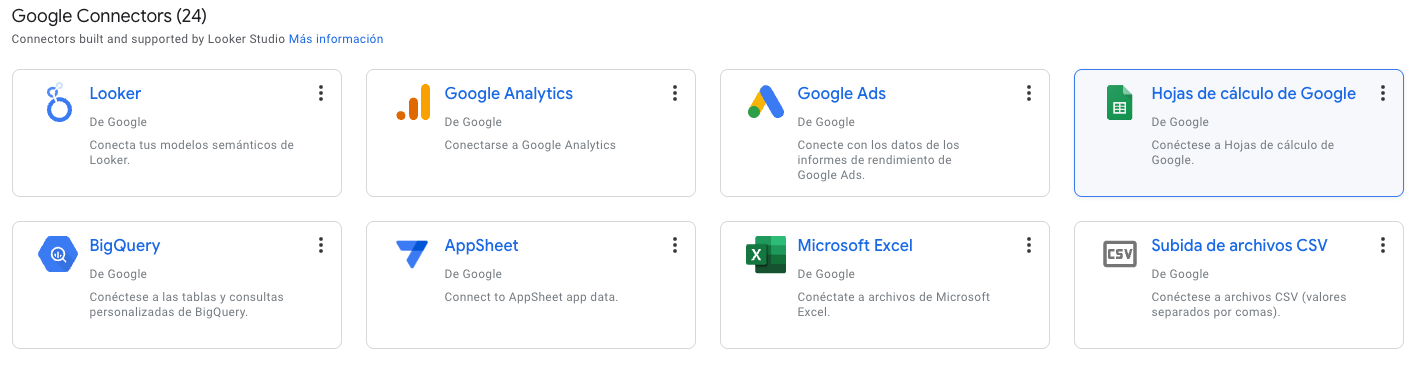 Google Connectors (24)
Connectors built and supported by Looker Studio Más información
Looker
De Google
Conecta tus modelos semánticos de
Looker.
Google Analytics
De Google
Conectarse a Google Analytics
Google Ads
De Google
Conecte con los datos de los
informes de rendimiento de
Google Ads.
Hojas de cálculo de Google
De Google
Conéctese a Hojas de cálculo de
Google.
BigQuery
De Google
Conéctese a las tablas y consultas
personalizadas de BigQuery.
AppSheet
De Google
Connect to AppSheet app data.
X
Microsoft Excel
De Google
Conéctate a archivos de Microsoft
Excel.
CSV
Subida de archivos CSV
De Google
Conéctese a archivos CSV (valores
separados por comas).